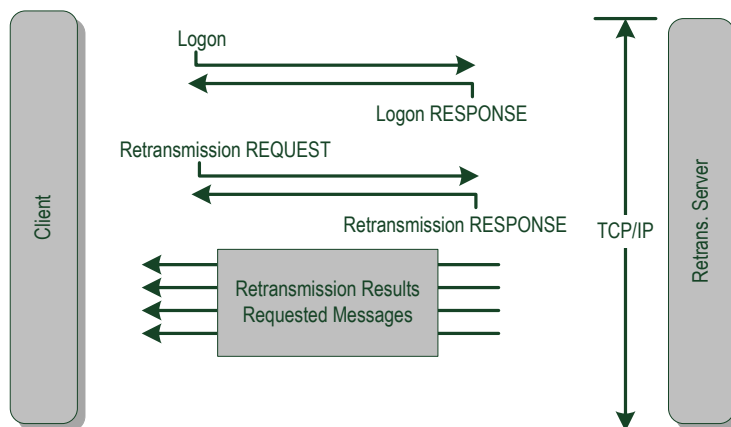 Logon
Logon RESPONSE
Retransmission REQUEST
Retransmission RESPONSE
Client
TCP/IP
Retrans. Server
Retransmission Results
Requested Messages